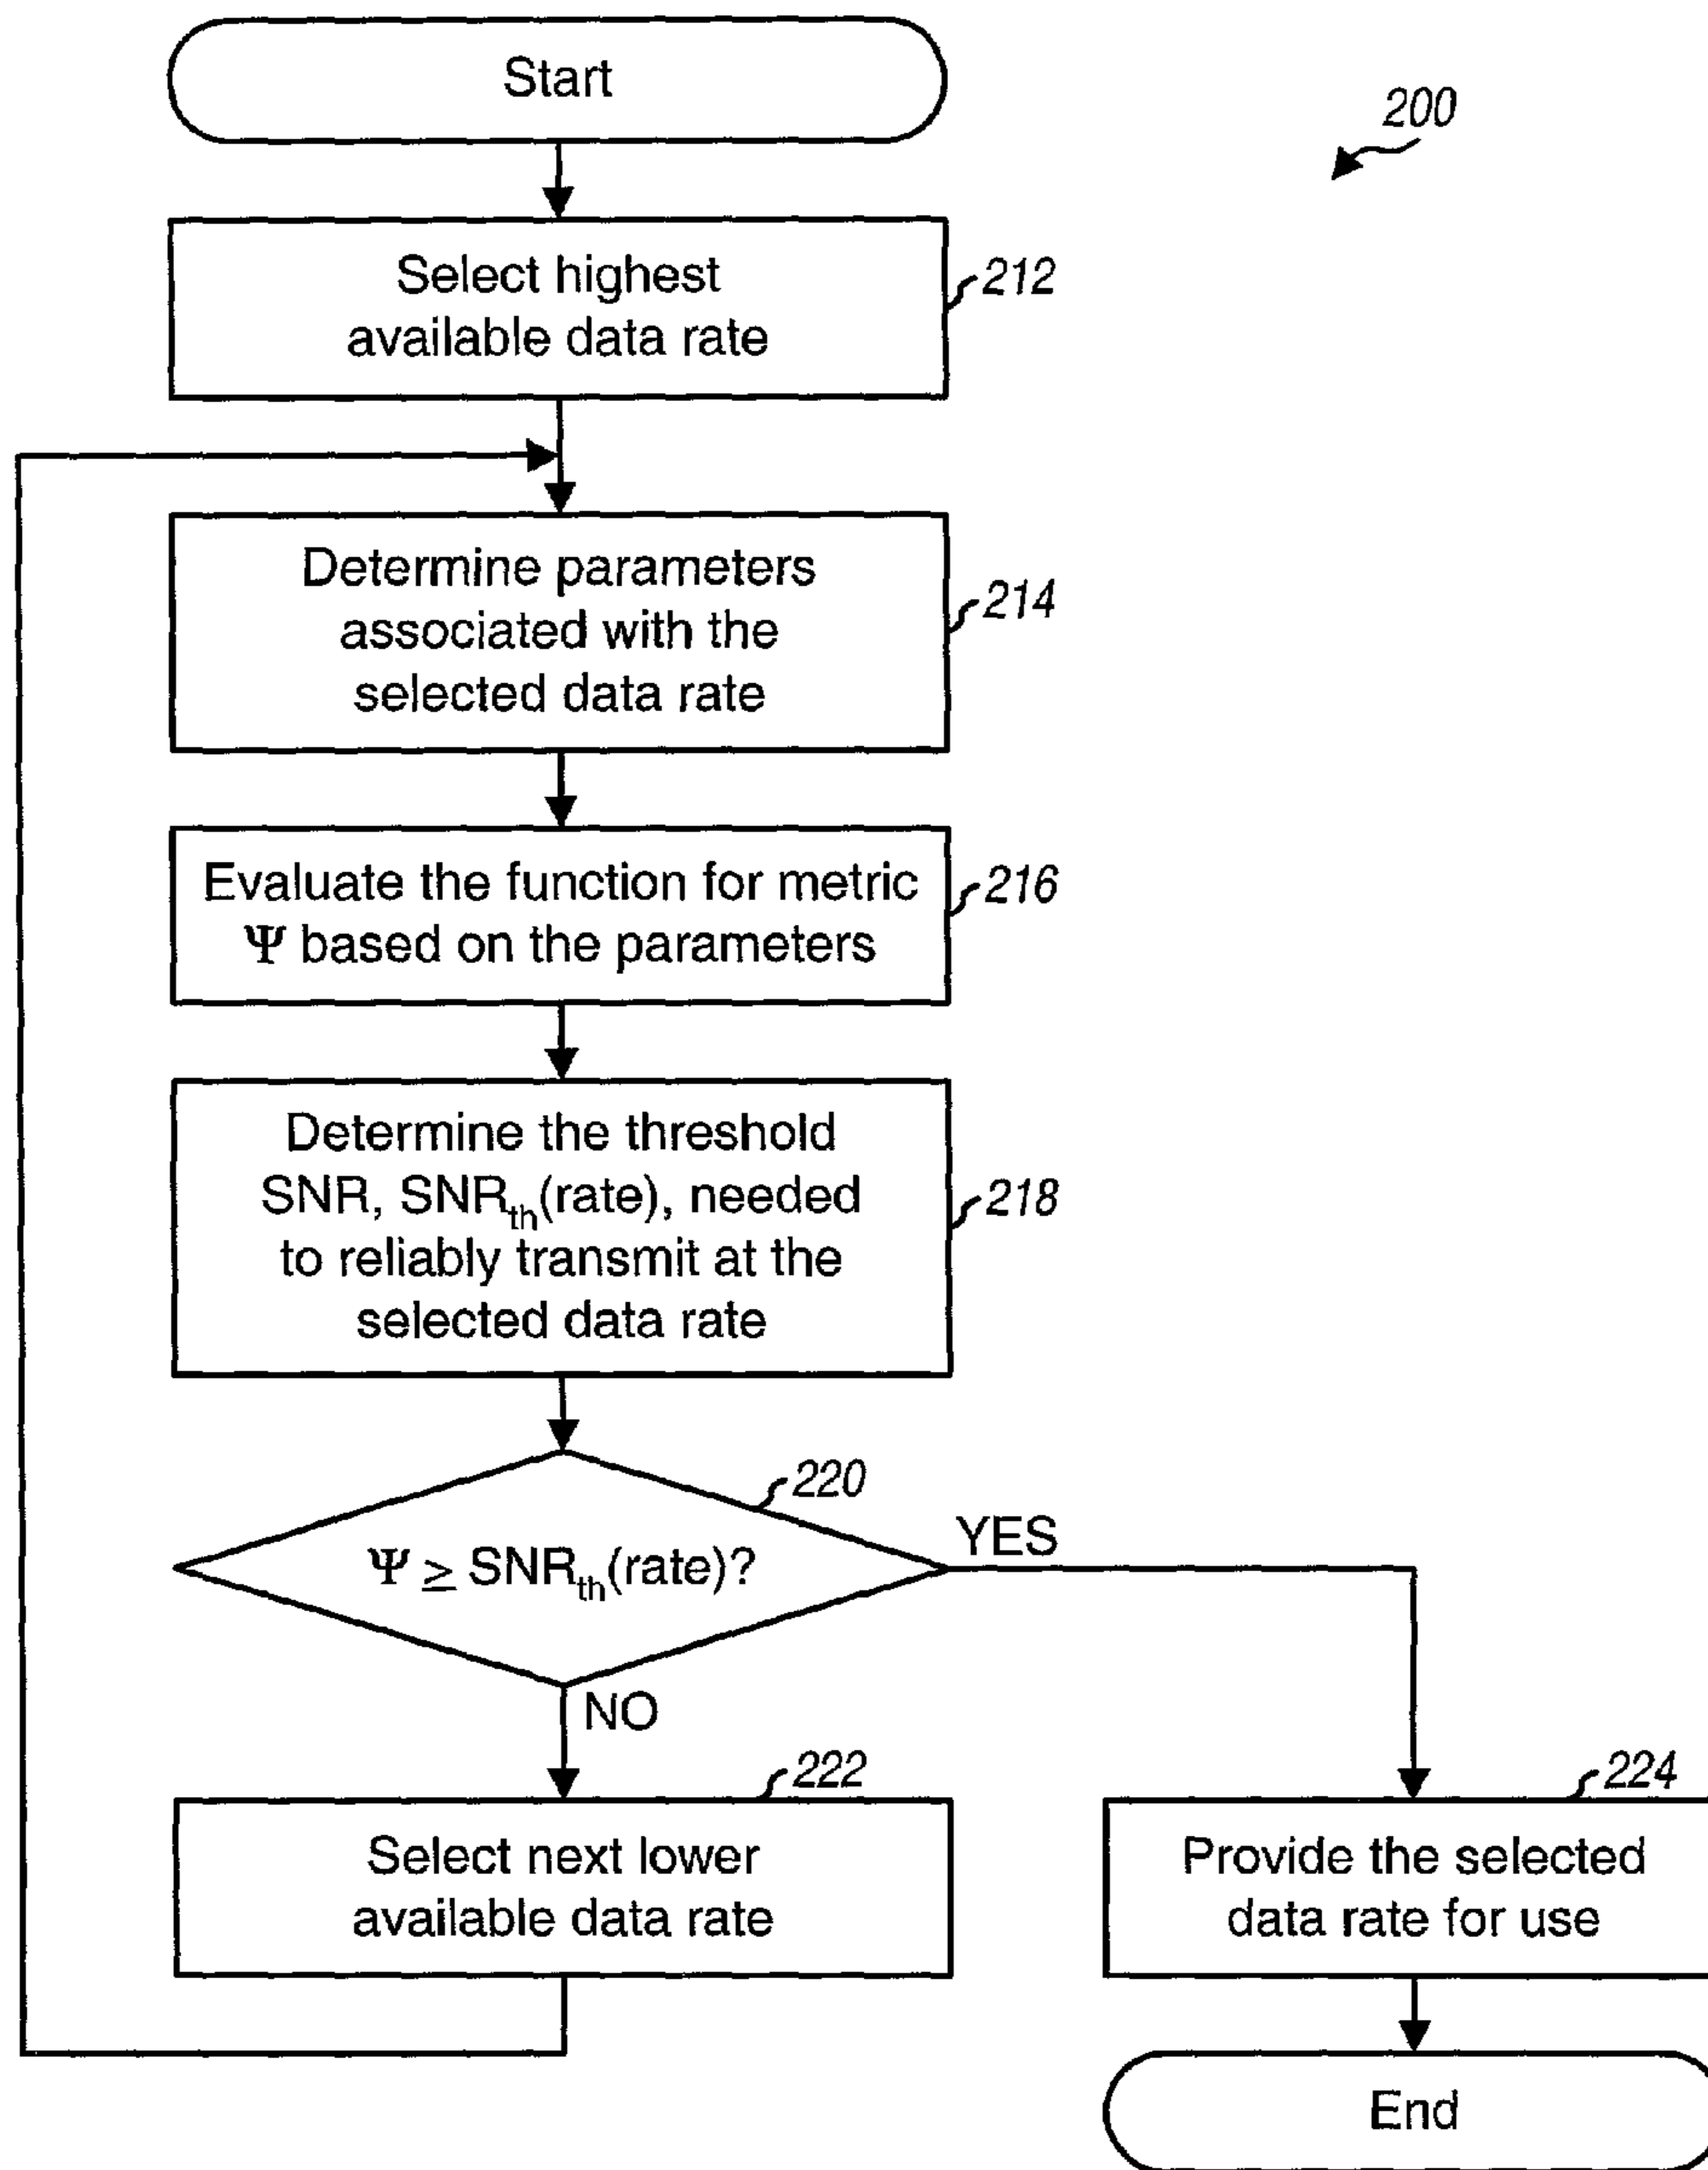 Start
200
Select highest
available data rate
212
Determine parameters
associated with the
selected data rate
214
Evaluate the function for metric
Ψ based on the parameters
216
Determine the threshold
SNR, SNRth(rate), needed
to reliably transmit at the
selected data rate
218
220
Ψ ≥ SNRth(rate)?
YES
NO
222
Select next lower
available data rate
224
Provide the selected
data rate for use
End